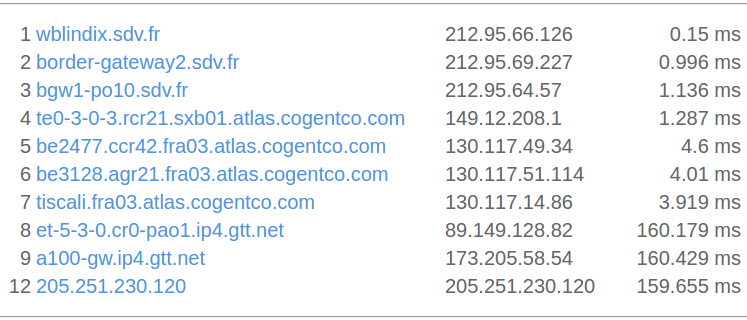 1 wblindix.sdv.fr 212.95.66.126 0.15 ms
2 border-gateway2.sdv.fr 212.95.69.227 0.996 ms
3 bgw1-po10.sdv.fr 212.95.64.57 1.136 ms
4 te0-3-0-3.rcr21.sxb01.atlas.cogentco.com 149.12.208.1 1.287 ms
5 be2477.ccr42.fra03.atlas.cogentco.com 130.117.49.34 4.6 ms
6 be3128.agr21.fra03.atlas.cogentco.com 130.117.51.114 4.01 ms
7 tiscali.fra03.atlas.cogentco.com 130.117.14.86 3.919 ms
8 et-5-3-0.cr0-pao1.ip4.gtt.net 89.149.128.82 160.179 ms
9 a100-gw.ip4.gtt.net 173.205.58.54 160.429 ms
12 205.251.230.120 205.251.230.120 159.655 ms